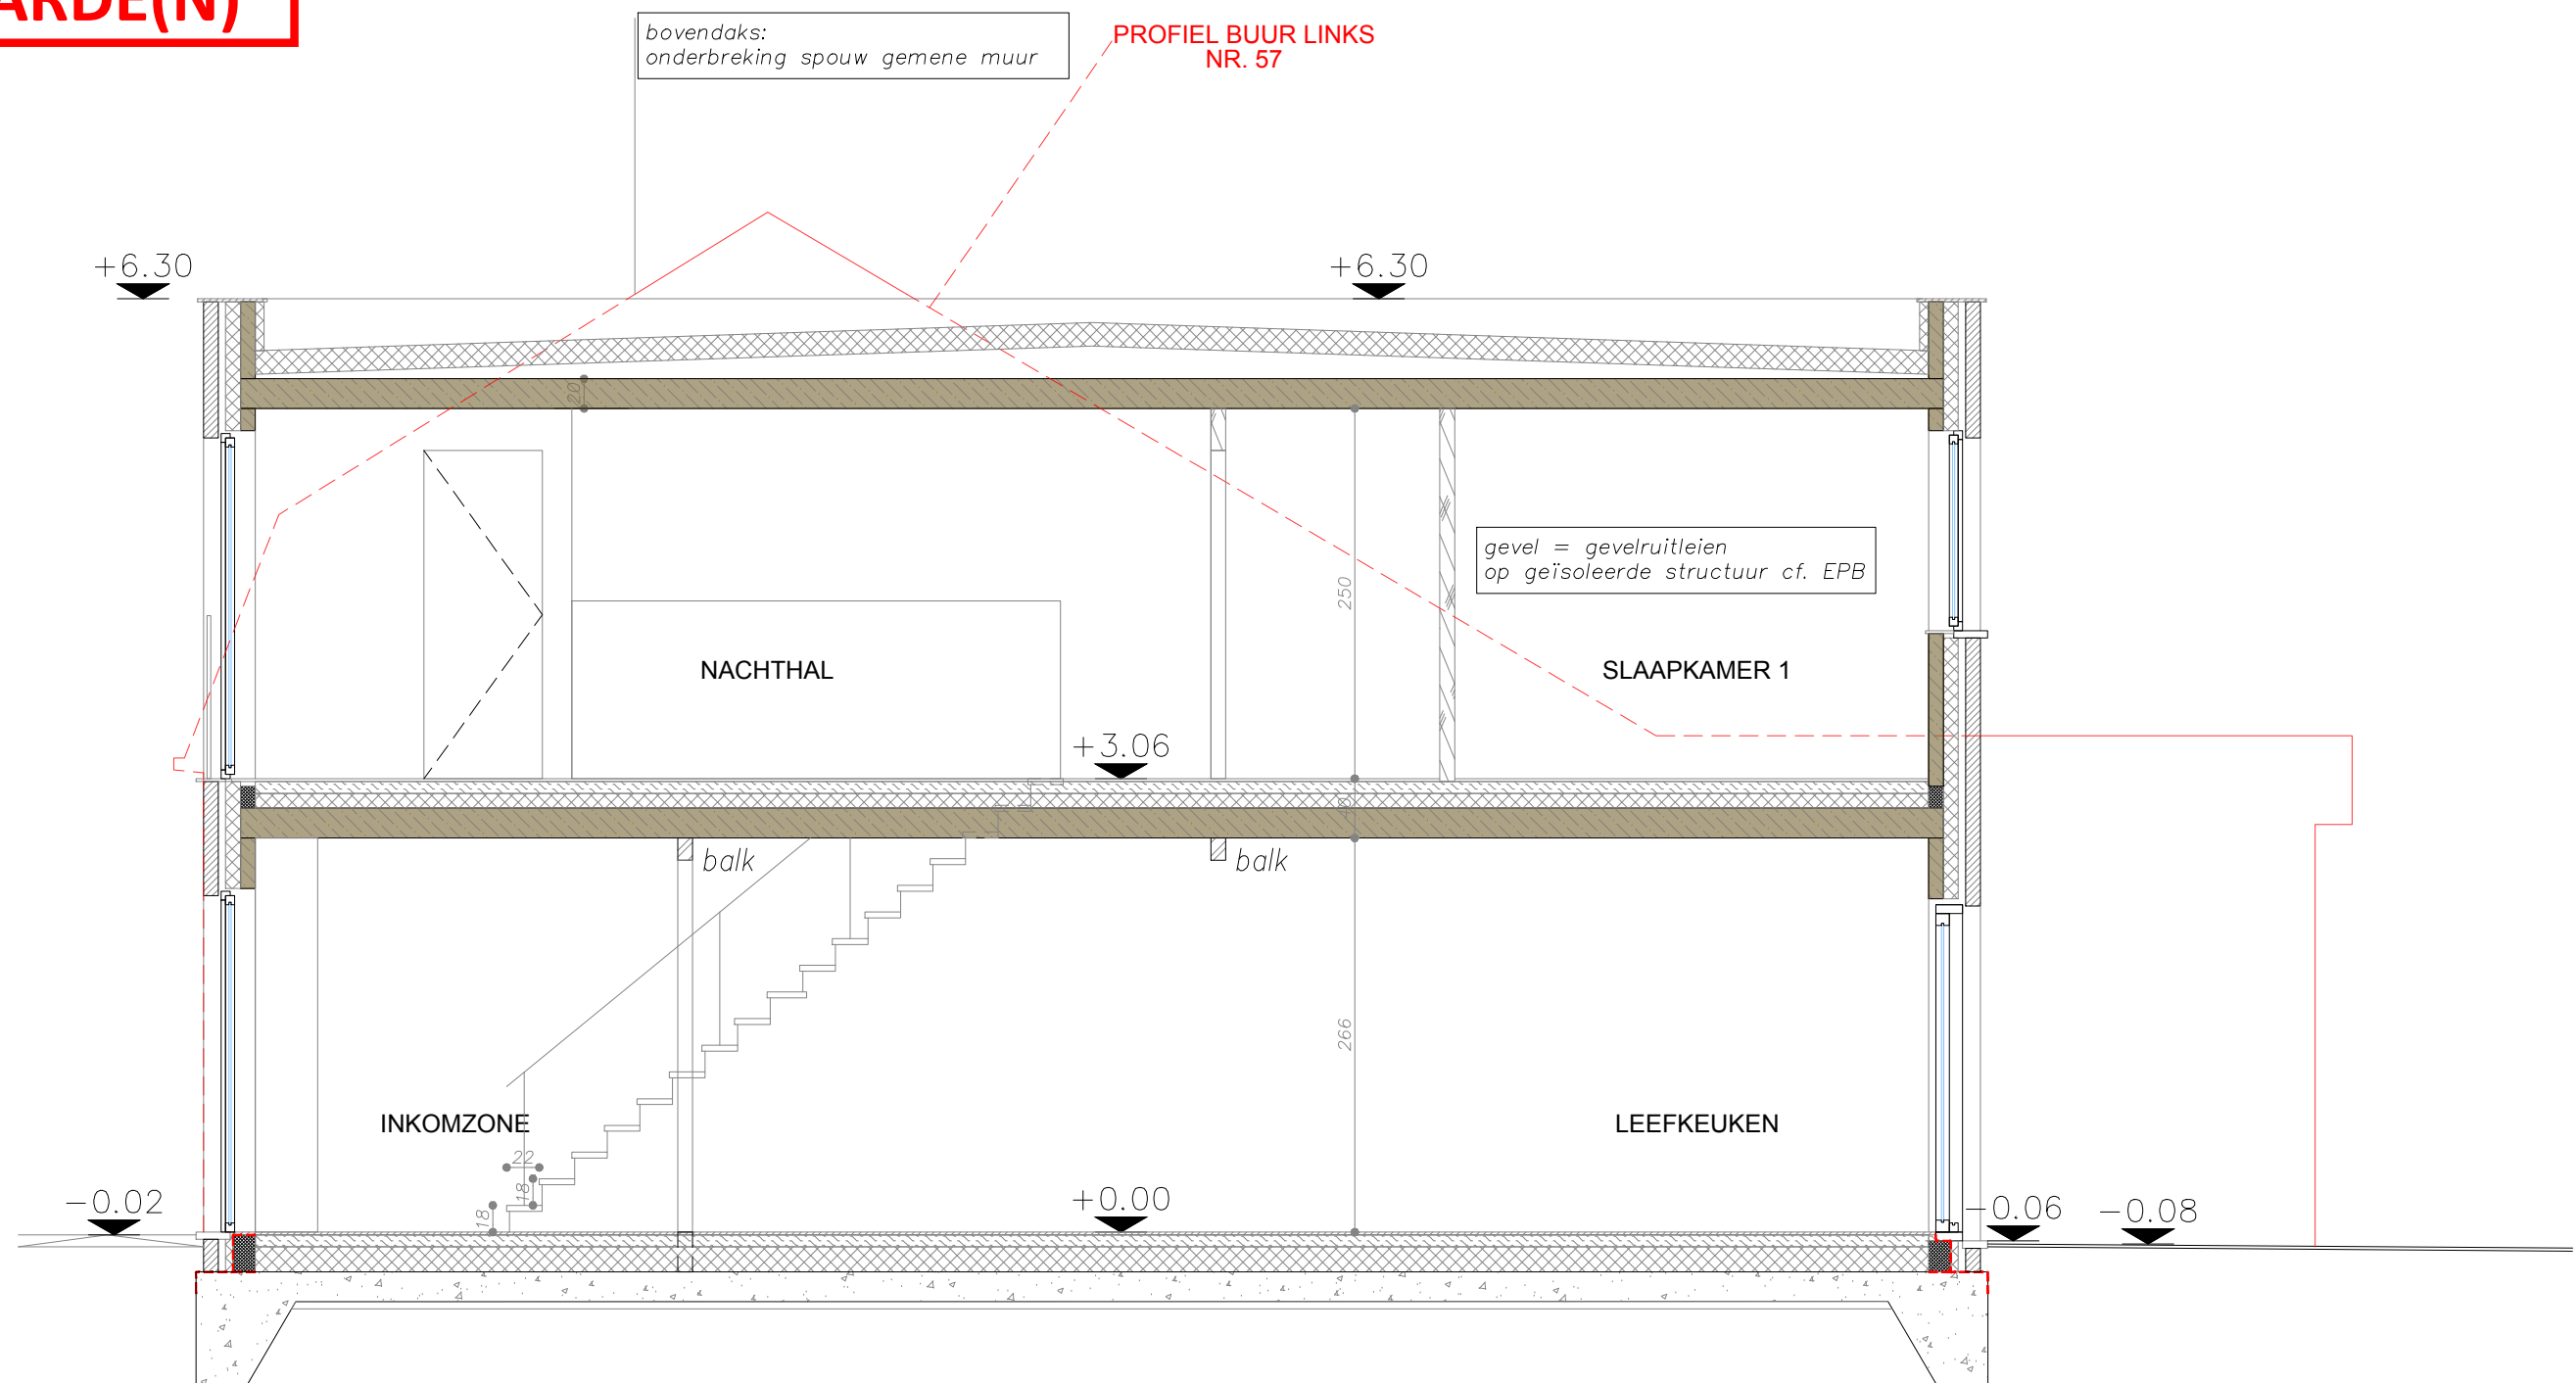 ARDE(N)
bovendaks:
onderbreking spouw gemene muur
PROFIEL BUUR LINKS
NR. 57
+6.30
+6.30
20
250
gevel = gevelruitleien
op geïsoleerde structuur cf. EPB
NACHTHAL
SLAAPKAMER 1
+3.06
40
balk
balk
266
INKOMZONE
LEEFKEUKEN
22
18
18
-0.02
+0.00
-0.06
-0.08